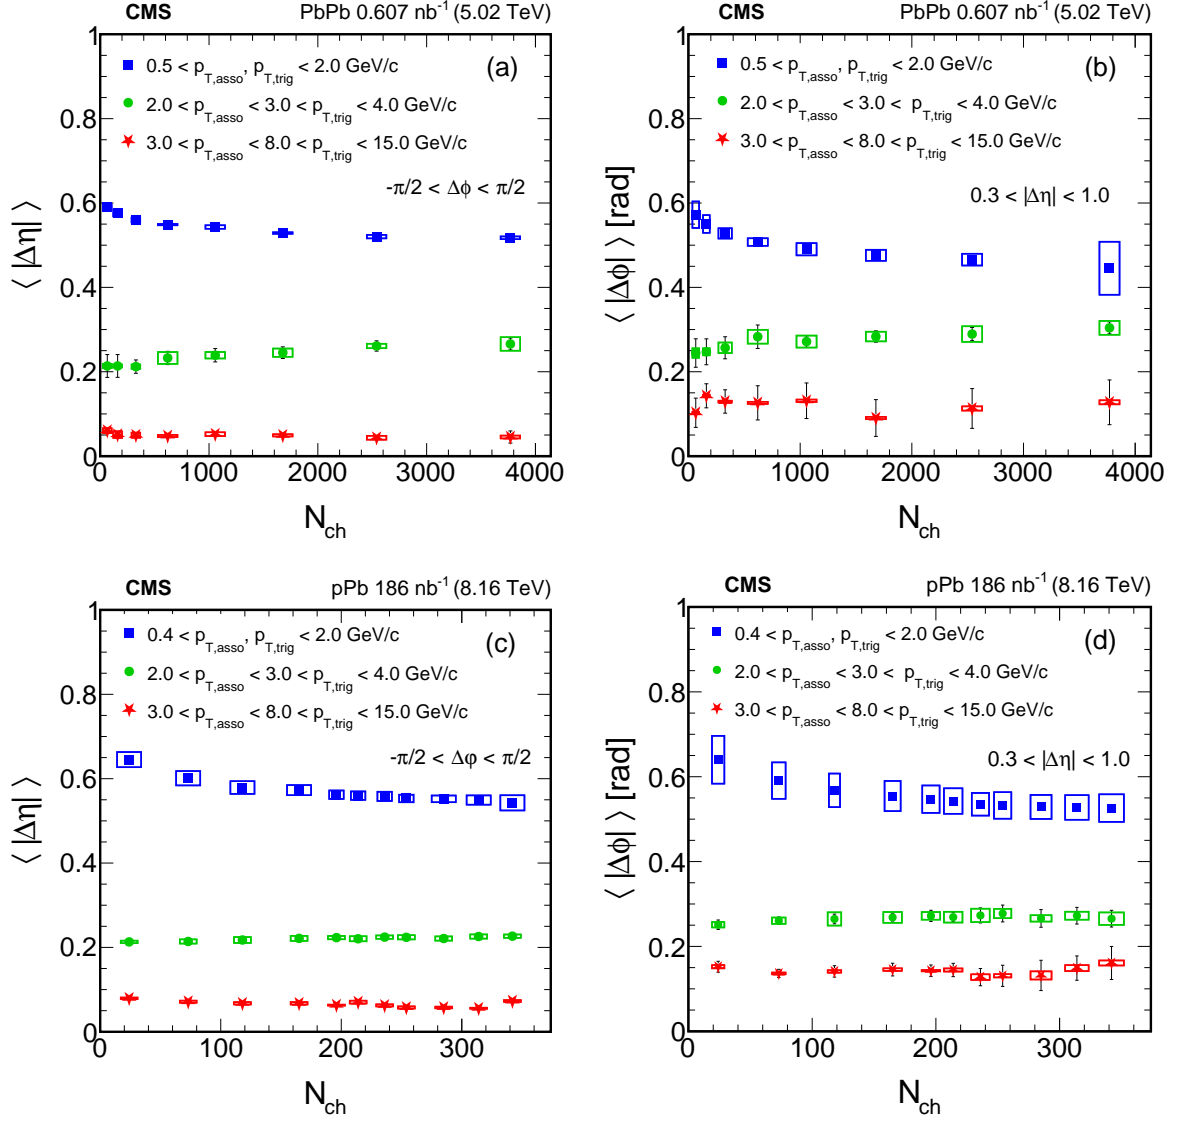 CMS PbPb 0.607 nb-1 (5.02 TeV)
(a)
0.5 < pT,asso, pT,trig < 2.0 GeV/c
2.0 < pT,asso < 3.0 < pT,trig < 4.0 GeV/c
3.0 < pT,asso < 8.0 < pT,trig < 15.0 GeV/c
-π/2 < Δϕ < π/2
⟨ |Δη| ⟩
1
0.8
0.6
0.4
0.2
0
0 1000 2000 3000 4000
Nch
CMS PbPb 0.607 nb-1 (5.02 TeV)
(b)
0.5 < pT,asso, pT,trig < 2.0 GeV/c
2.0 < pT,asso < 3.0 < pT,trig < 4.0 GeV/c
3.0 < pT,asso < 8.0 < pT,trig < 15.0 GeV/c
0.3 < |Δη| < 1.0
⟨ |Δϕ| ⟩ [rad]
1
0.8
0.6
0.4
0.2
0
0 1000 2000 3000 4000
Nch
CMS pPb 186 nb-1 (8.16 TeV)
(c)
0.4 < pT,asso, pT,trig < 2.0 GeV/c
2.0 < pT,asso < 3.0 < pT,trig < 4.0 GeV/c
3.0 < pT,asso < 8.0 < pT,trig < 15.0 GeV/c
-π/2 < Δφ < π/2
⟨ |Δη| ⟩
1
0.8
0.6
0.4
0.2
0
0 100 200 300
Nch
CMS pPb 186 nb-1 (8.16 TeV)
(d)
0.4 < pT,asso, pT,trig < 2.0 GeV/c
2.0 < pT,asso < 3.0 < pT,trig < 4.0 GeV/c
3.0 < pT,asso < 8.0 < pT,trig < 15.0 GeV/c
0.3 < |Δη| < 1.0
⟨ |Δϕ| ⟩ [rad]
1
0.8
0.6
0.4
0.2
0
0 100 200 300
Nch